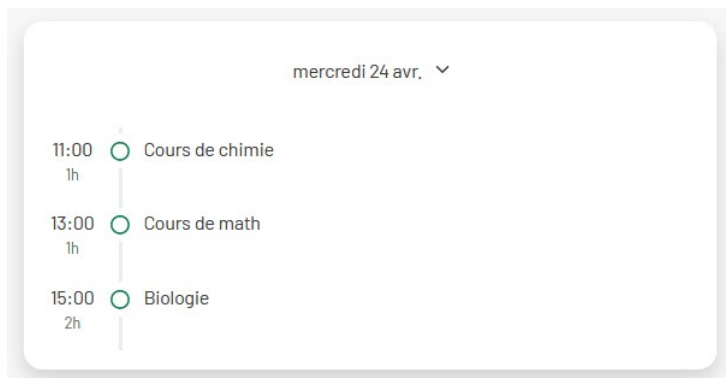 mercredi 24 avr.
11:00 Cours de chimie
1h
13:00 Cours de math
1h
15:00 Biologie
2h